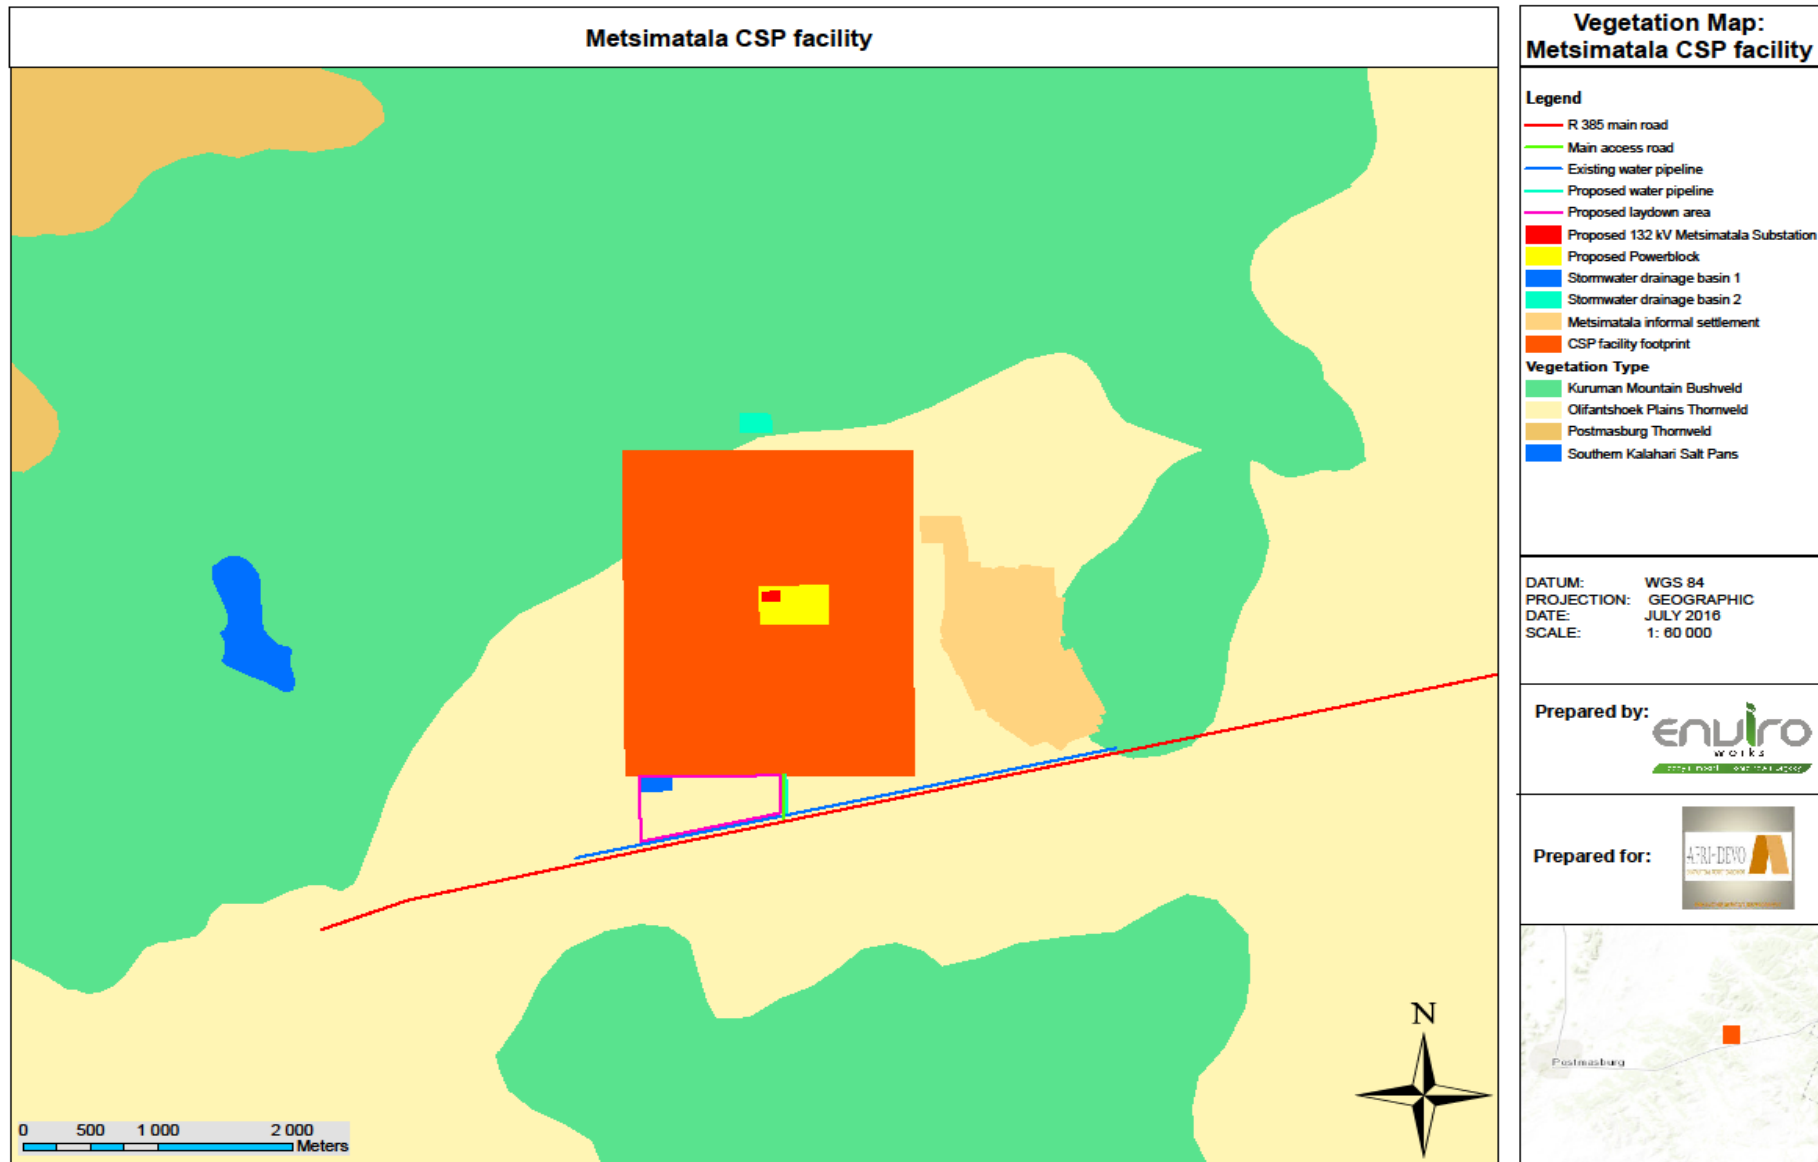 Metsimatala CSP facility
Vegetation Map:
Metsimatala CSP facility
Legend
R 385 main road
Main access road
Existing water pipeline
Proposed water pipeline
Proposed laydown area
Proposed 132 kV Metsimatala Substation
Proposed Powerblock
Stormwater drainage basin 1
Stormwater drainage basin 2
Metsimatala informal settlement
CSP facility footprint
Vegetation Type
Kuruman Mountain Bushveld
Olifantshoek Plains Thornveld
Postmasburg Thornveld
Southern Kalahari Salt Pans
DATUM: WGS 84
PROJECTION: GEOGRAPHIC
DATE: JULY 2016
SCALE: 1: 60 000
Prepared by:
enviro
works
Prepared for:
AFRI-DEVO
Postmasburg
N
0 500 1 000 2 000
Meters